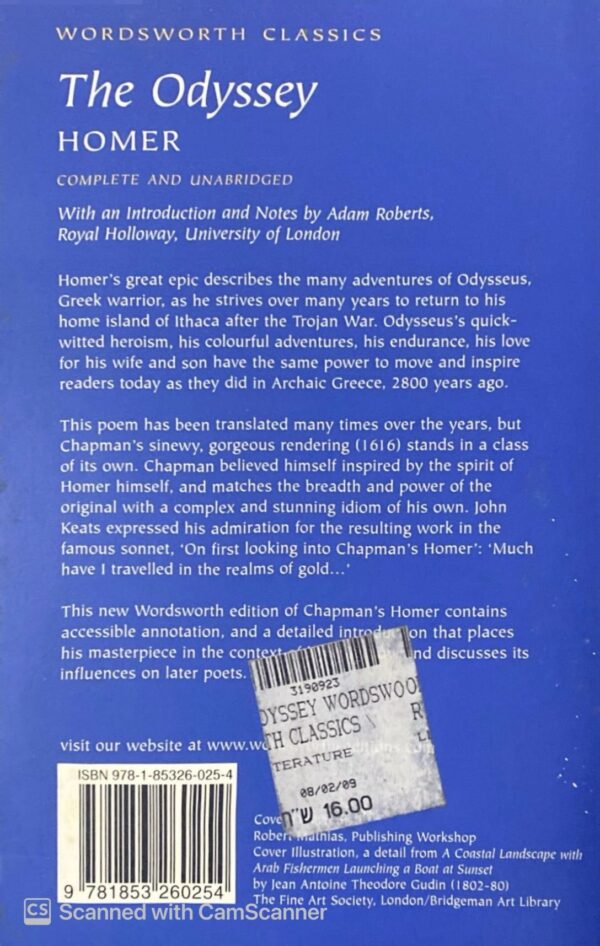 WORDSWORTH CLASSICS
The Odyssey
HOMER
COMPLETE AND UNABRIDGED
With an Introduction and Notes by Adam Roberts,
Royal Holloway, University of London
Homer's great epic describes the many adventures of Odysseus,
Greek warrior, as he strives over many years to return to his
home island of Ithaca after the Trojan War. Odysseus's quick-
witted heroism, his colourful adventures, his endurance, his love
for his wife and son have the same power to move and inspire
readers today as they did in Archaic Greece, 2800 years ago.
This poem has been translated many times over the years, but
Chapman's sinewy, gorgeous rendering (1616) stands in a class
of its own. Chapman believed himself inspired by the spirit of
Homer himself, and matches the breadth and power of the
original with a complex and stunning idiom of his own. John
Keats expressed his admiration for the resulting work in the
famous sonnet, 'On first looking into Chapman's Homer': 'Much
have I travelled in the realms of gold...'
This new Wordsworth edition of Chapman's Homer contains
accessible annotation, and a detailed introduction that places
his masterpiece in the context and discusses its
influences on later poets.
3190923
DYSSEY WORDSWOO
TH CLASSICS \ R
TERATURE LI
08/02/09
ש"ח 16.00
visit our website at www.
ISBN 978-1-85326-025-4
9 781853 260254
Cove
Robert Mathias, Publishing Workshop
Cover Illustration, a detail from A Coastal Landscape with
Arab Fishermen Launching a Boat at Sunset
by Jean Antoine Theodore Gudin (1802-80)
The Fine Art Society, London/Bridgeman Art Library
CS Scanned with CamScanner